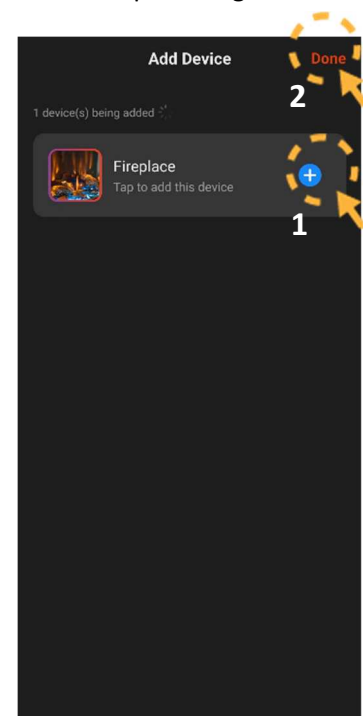 Add Device
Done
2
1 device(s) being added
Fireplace
Tap to add this device
1